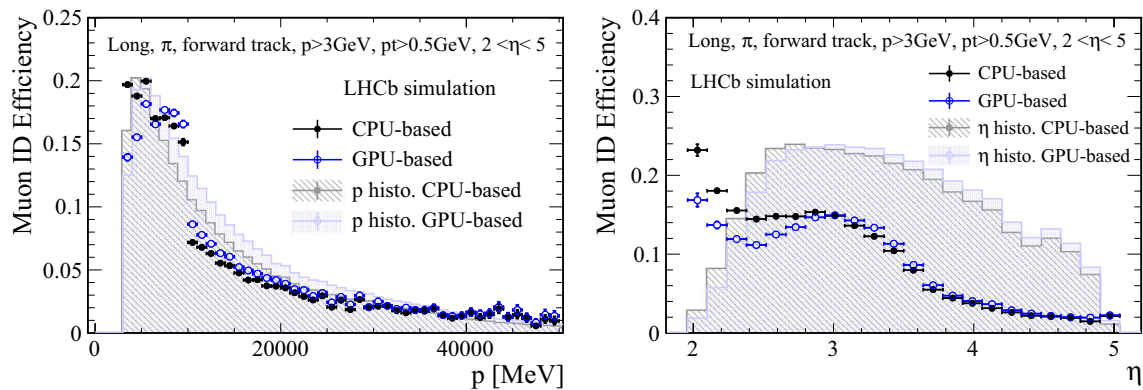 Muon ID Efficiency
0.25
0.2
0.15
0.1
0.05
0
Long, π, forward track, p>3GeV, pt>0.5GeV, 2 <η< 5
LHCb simulation
CPU-based
GPU-based
p histo. CPU-based
p histo. GPU-based
0 20000 40000
p [MeV]
Muon ID Efficiency
0.4
0.3
0.2
0.1
0
Long, π, forward track, p>3GeV, pt>0.5GeV, 2 <η< 5
LHCb simulation
CPU-based
GPU-based
η histo. CPU-based
η histo. GPU-based
2 3 4 5
η